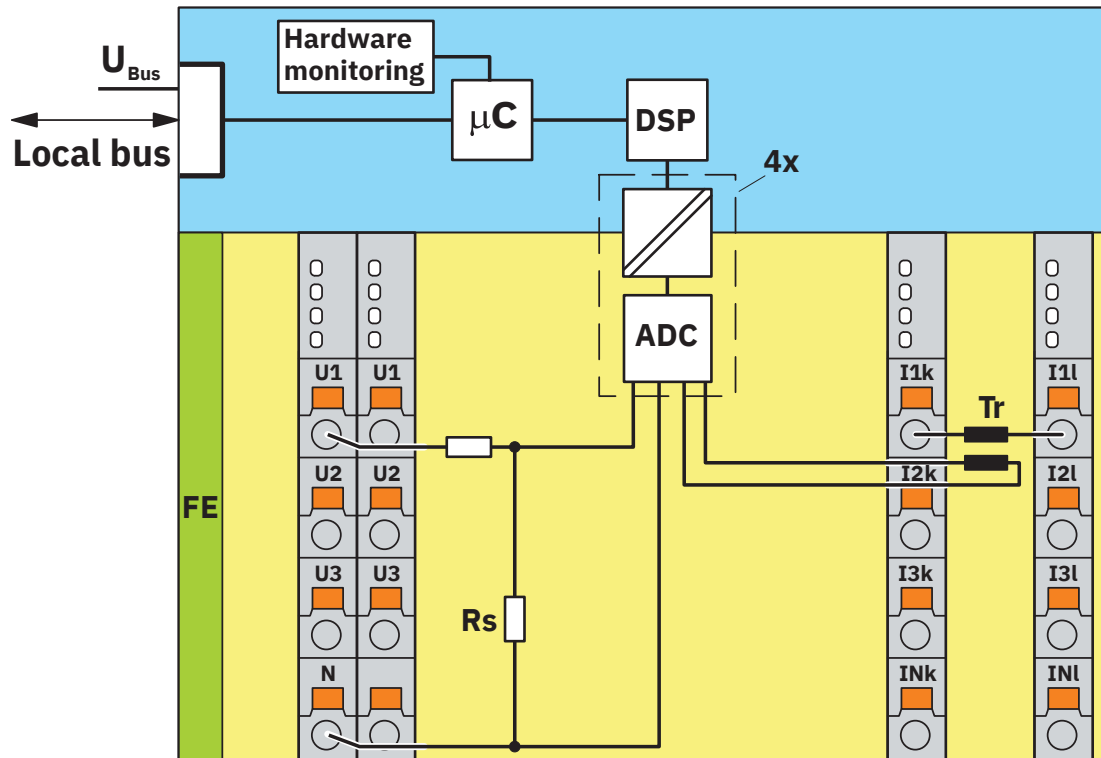 Hardware
monitoring
U Bus
μC
DSP
Local bus
4x
ADC
U1 U1 I1k I1l
Tr
U2 U2 I2k I2l
FE
U3 U3 I3k I3l
Rs
N INk INl